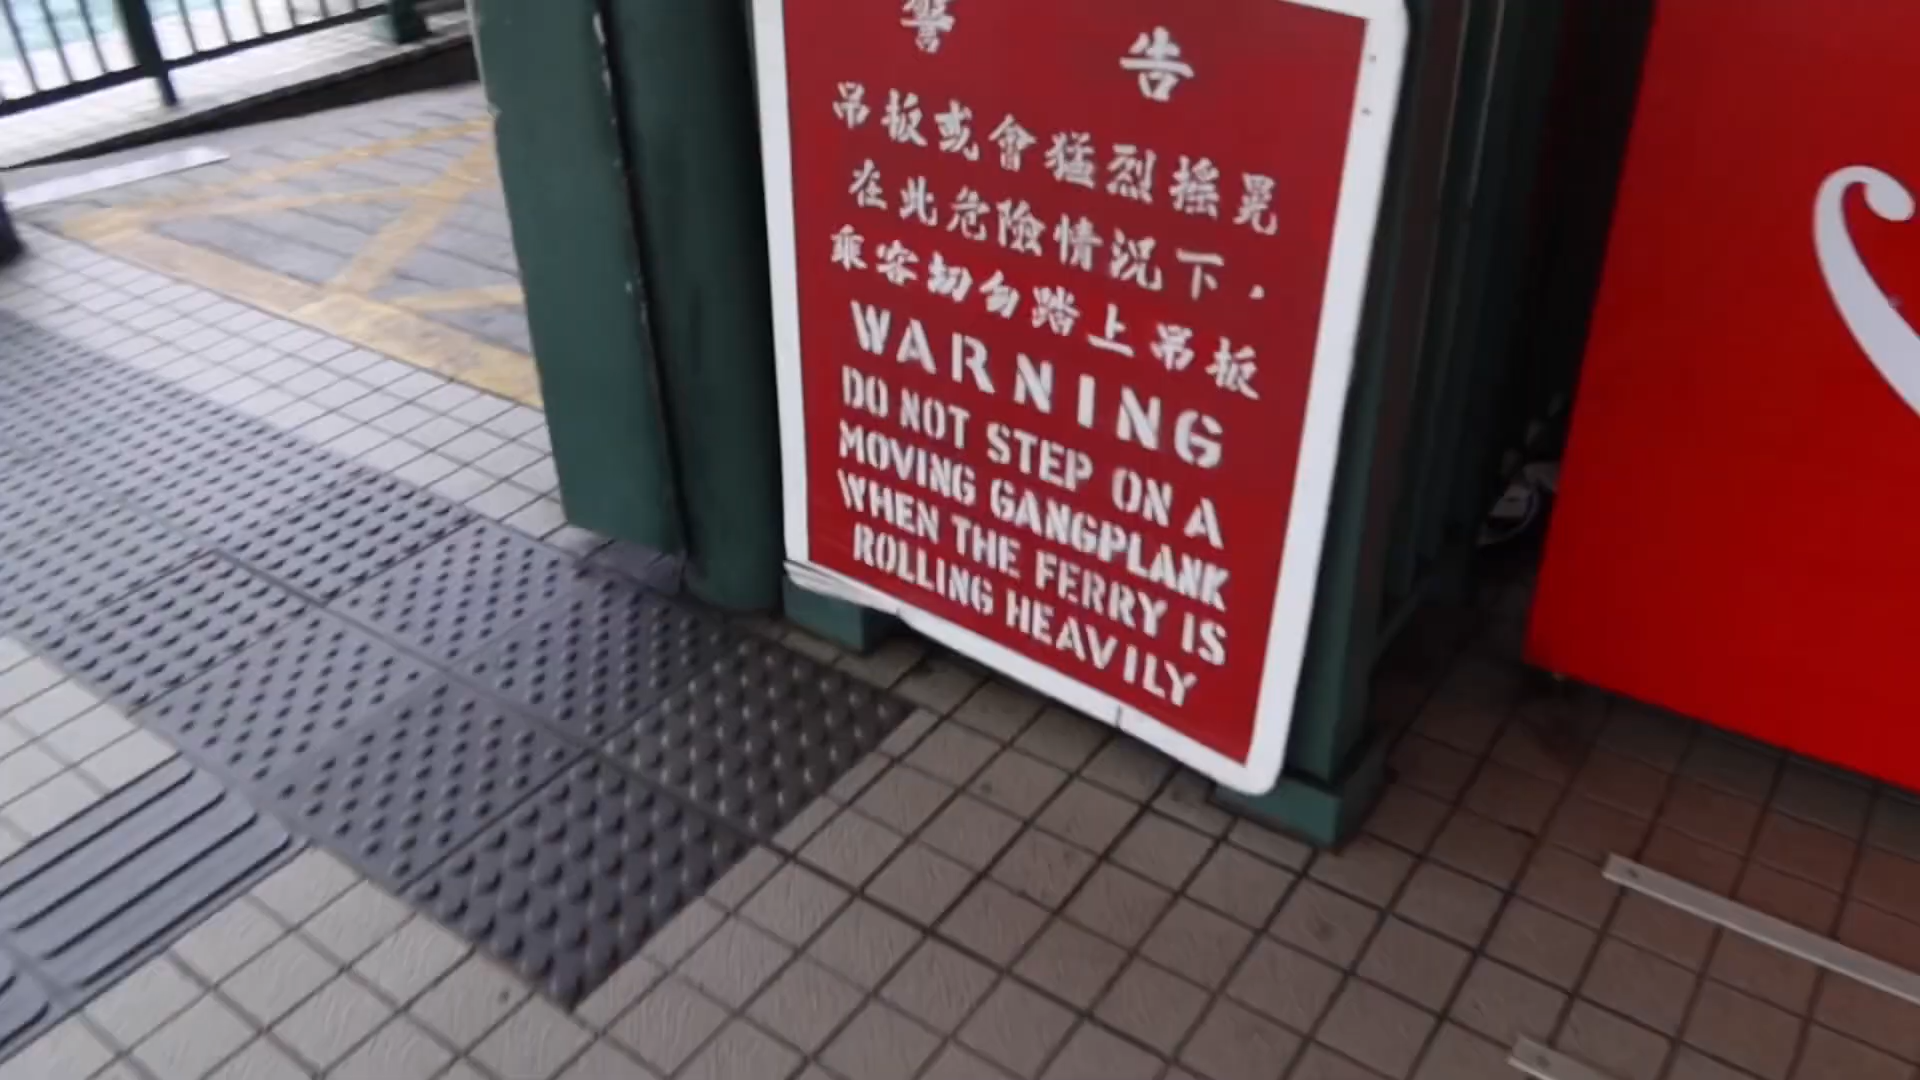 警 告
吊板或會猛烈搖晃
在此危險情況下，
乘客切勿踏上吊板
WARNING
DO NOT STEP ON A
MOVING GANGPLANK
WHEN THE FERRY IS
ROLLING HEAVILY